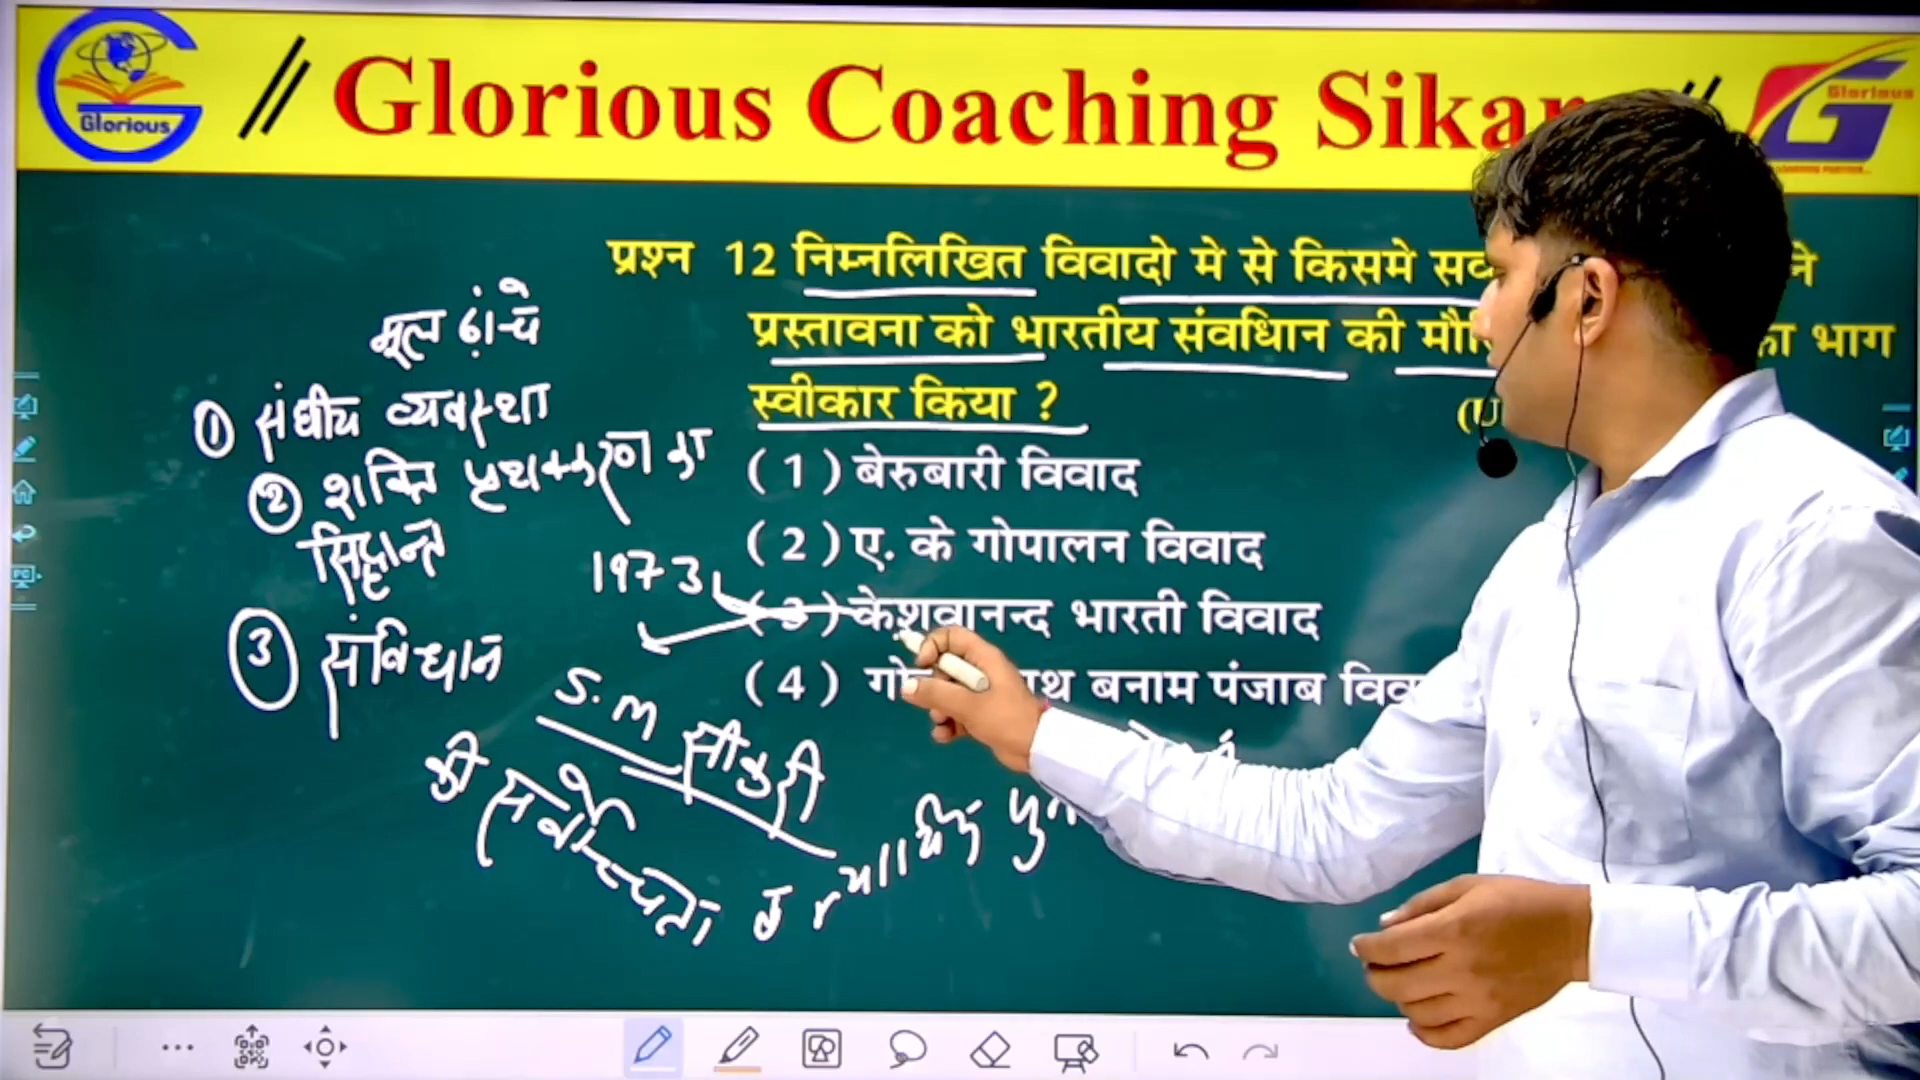 Glorious
// Glorious Coaching Sikar //
Glorious
प्रश्न 12 निम्नलिखित विवादो मे से किसमे
ने
प्रस्तावना को भारतीय संवधिान की
का भाग
स्वीकार किया ?
( 1 ) बेरुबारी विवाद
( 2 ) ए. के गोपालन विवाद
( 3 ) केशवानन्द भारती विवाद
( 4 )
बनाम पंजाब
मूल ढ़ांचे
① संघीय व्यवस्था
② शक्ति पृथक्करण का
सिद्धान्त
1973
③ संविधान
की सर्वोच्चता
S.M सीकरी